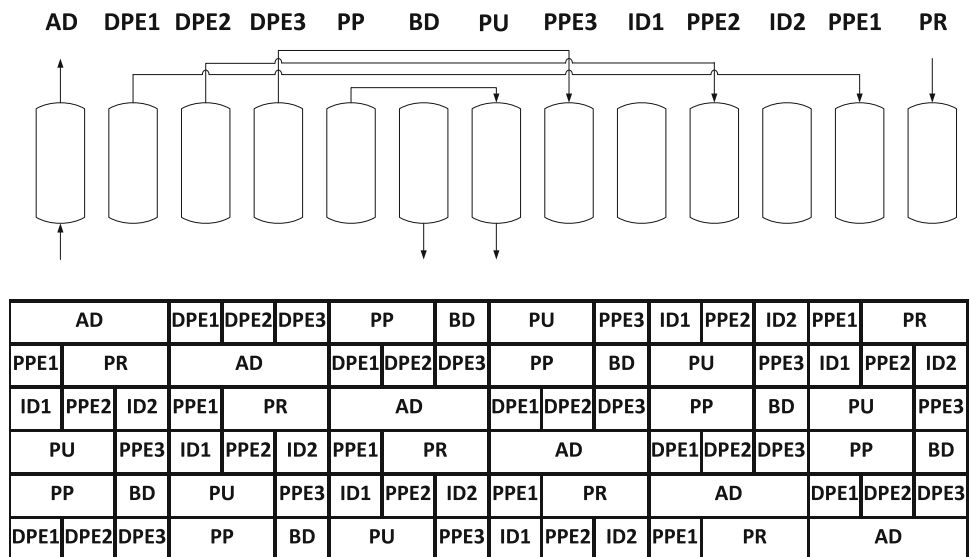 AD DPE1 DPE2 DPE3 PP BD PU PPE3 ID1 PPE2 ID2 PPE1 PR
AD DPE1 DPE2 DPE3 PP BD PU PPE3 ID1 PPE2 ID2 PPE1 PR
PPE1 PR AD DPE1 DPE2 DPE3 PP BD PU PPE3 ID1 PPE2 ID2
ID1 PPE2 ID2 PPE1 PR AD DPE1 DPE2 DPE3 PP BD PU PPE3
PU PPE3 ID1 PPE2 ID2 PPE1 PR AD DPE1 DPE2 DPE3 PP BD
PP BD PU PPE3 ID1 PPE2 ID2 PPE1 PR AD DPE1 DPE2 DPE3
DPE1 DPE2 DPE3 PP BD PU PPE3 ID1 PPE2 ID2 PPE1 PR AD